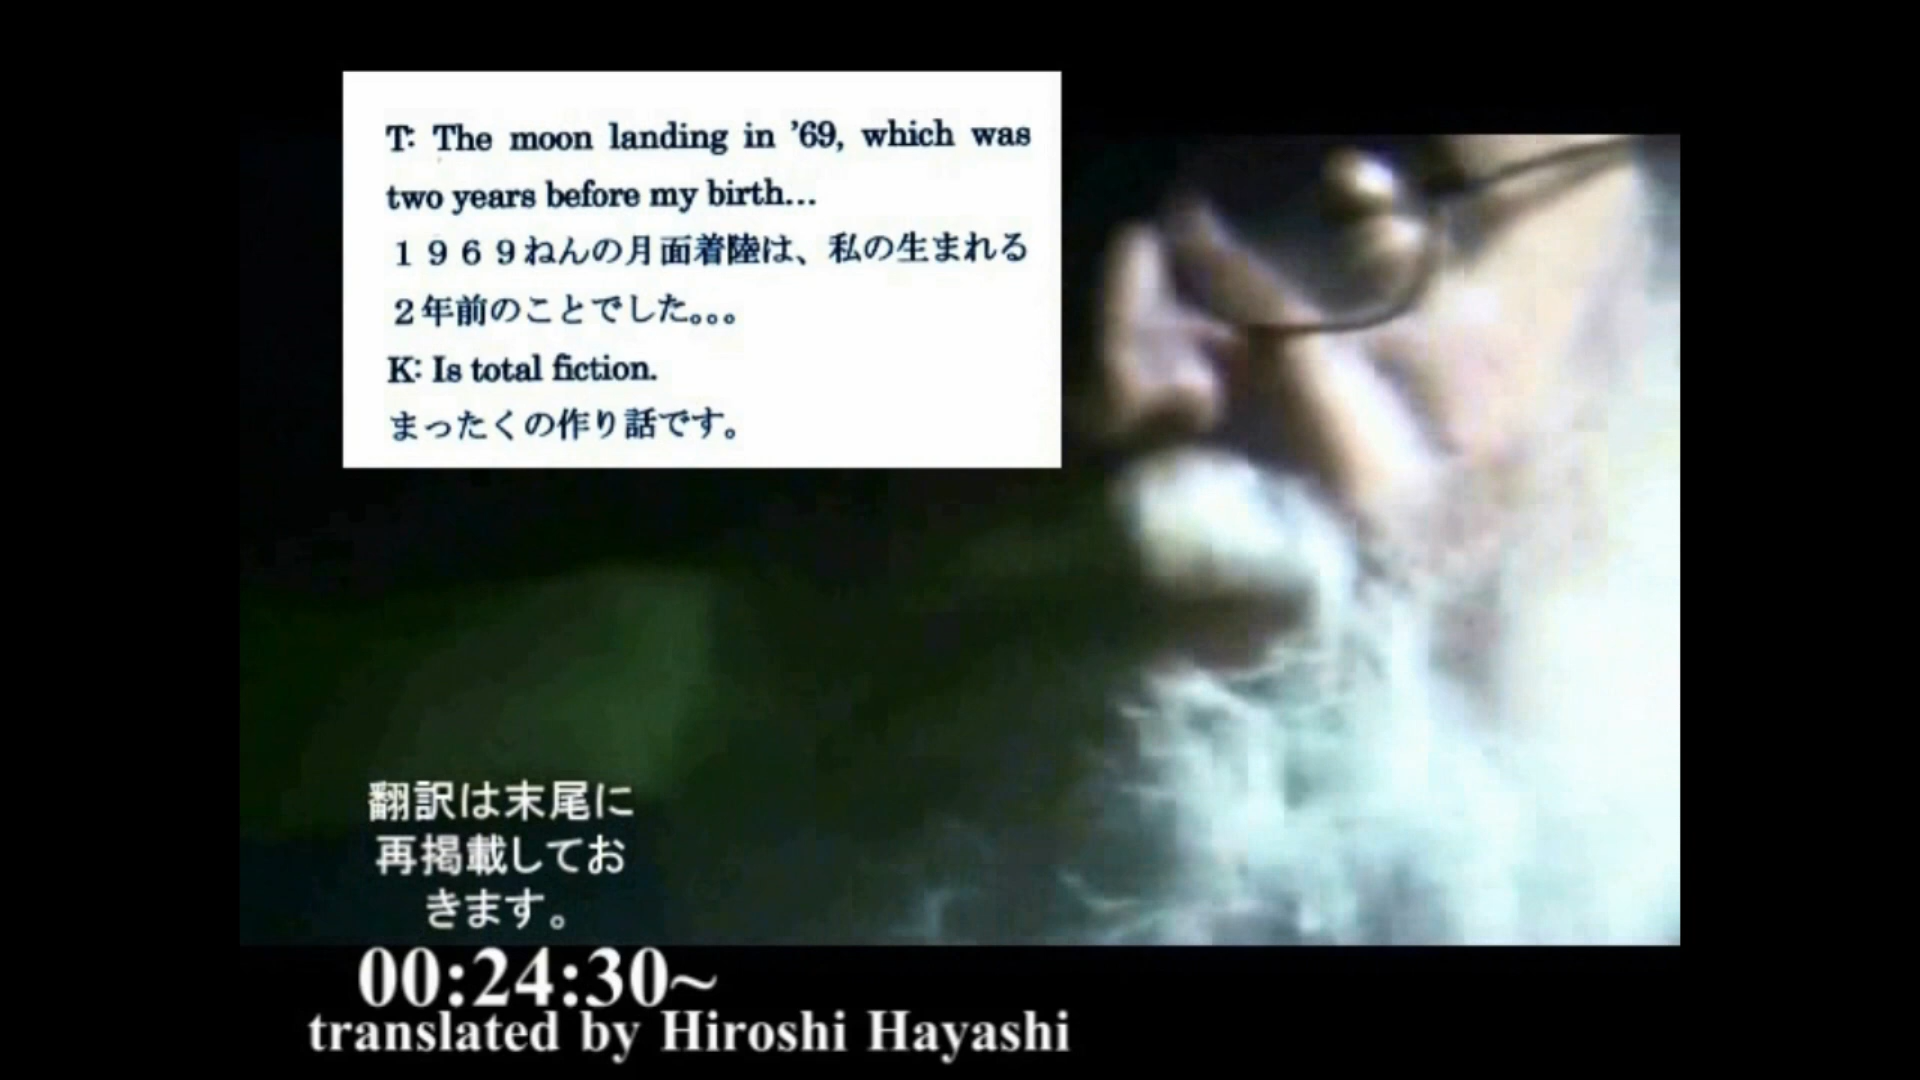 T: The moon landing in ’69, which was
two years before my birth…
１９６９ねんの月面着陸は、私の生まれる
２年前のことでした。。。
K: Is total fiction.
まったくの作り話です。
翻訳は末尾に
再掲載してお
きます。
00:24:30~
translated by Hiroshi Hayashi